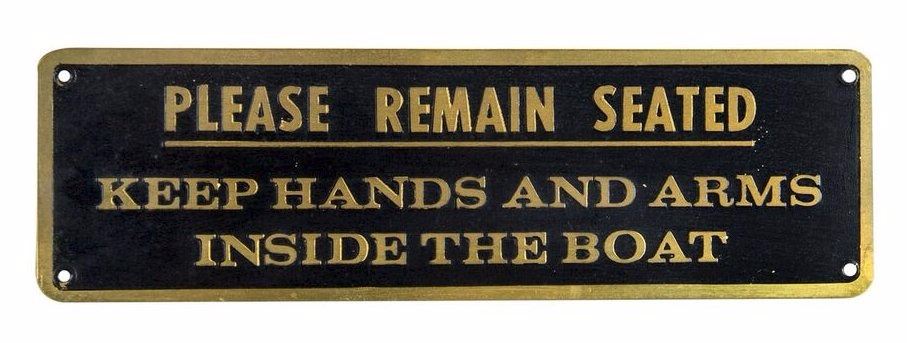 PLEASE REMAIN SEATED
KEEP HANDS AND ARMS
INSIDE THE BOAT